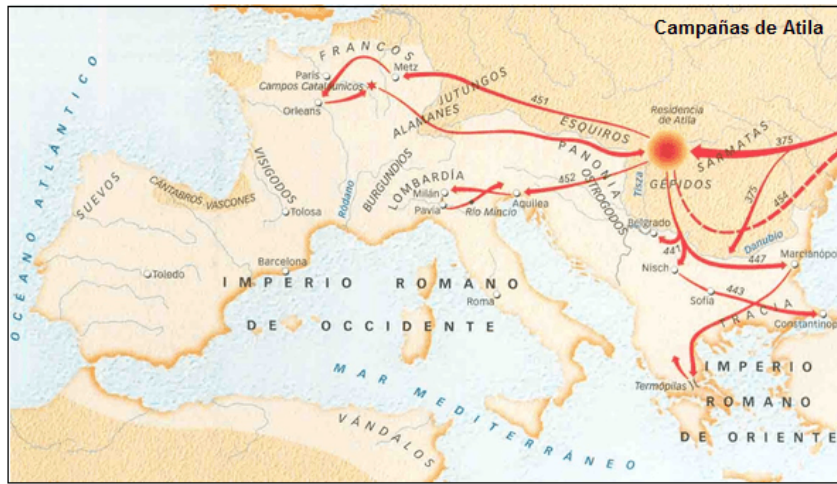 Campañas de Atila
FRANCOS
París
Metz
Campos Catalaunicos
Orleans
JUTUNGOS
ALAMANES
451
ESQUIROS
Residencia
de Atila
SÁRMATAS
375
OCÉANO ATLÁNTICO
SUEVOS
CÁNTABROS
VASCONES
VISIGODOS
Tolosa
Ródano
BURGUNDIOS
LOMBARDÍA
Milán
Pavía
Río Mincio
Aquilea
452
PANONIA
OSTROGODOS
Tisza
GÉPIDOS
375
454
Belgrado
441
Danubio
447
Marcianópol
Nisch
443
Sofía
TRACIA
Constantinop
Barcelona
Toledo
IMPERIO ROMANO
DE OCCIDENTE
Roma
Termópilas
IMPERIO
ROMANO
DE ORIENTE
MAR MEDITERRÁNEO
VÁNDALOS